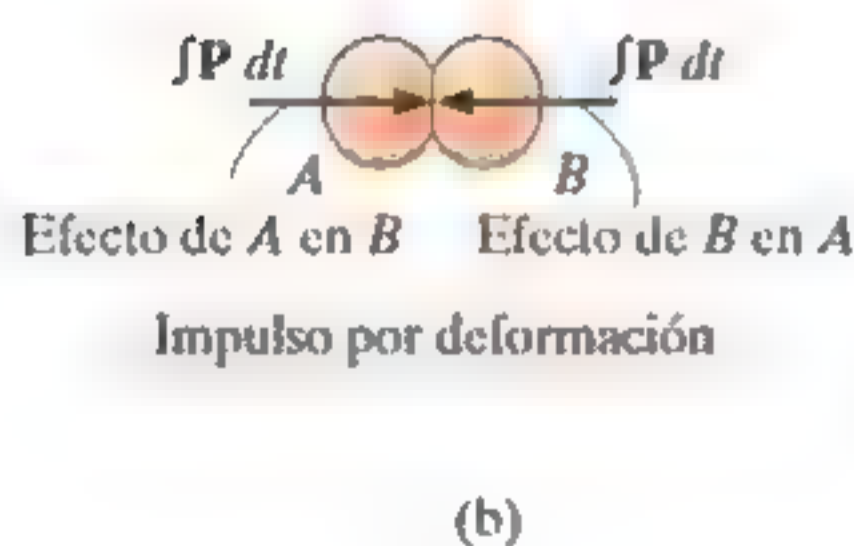 ∫P dt ∫P dt
A B
Efecto de A en B Efecto de B en A
Impulso por deformación
(b)